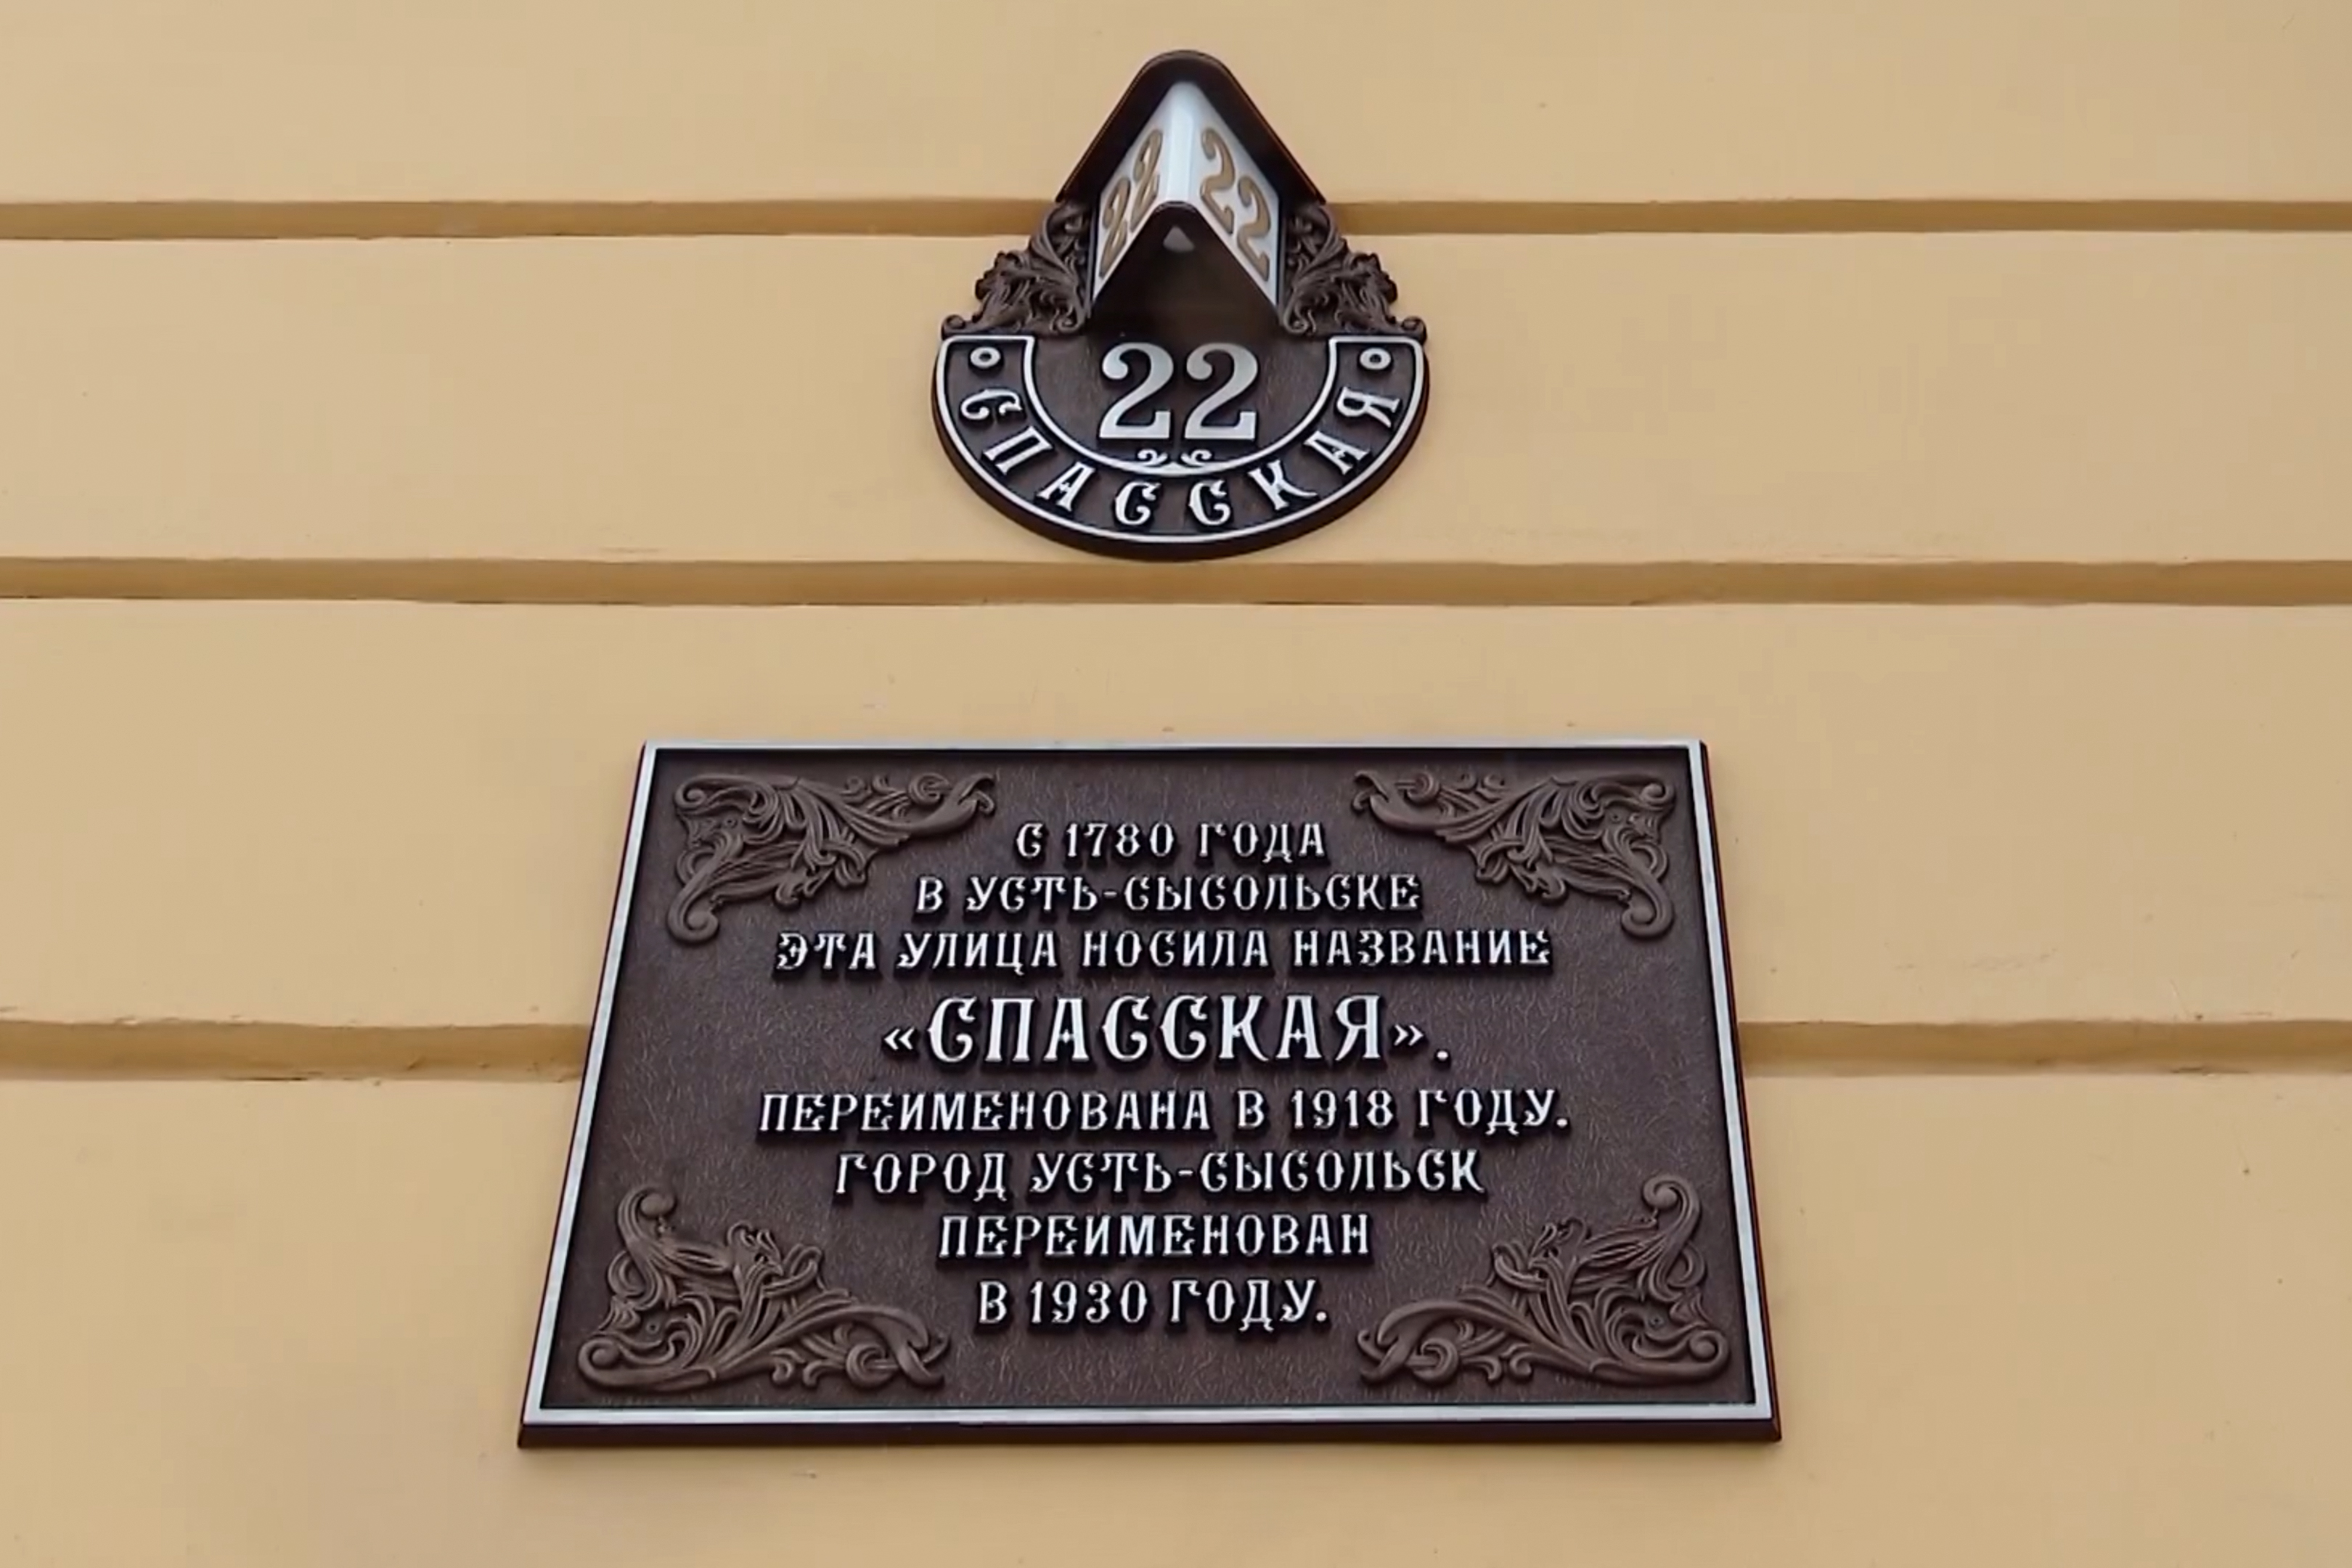 22 22
22
СПАССКАЯ
С 1780 ГОДА
В УСТЬ-СЫСОЛЬСКЕ
ЭТА УЛИЦА НОСИЛА НАЗВАНИЕ
«СПАССКАЯ».
ПЕРЕИМЕНОВАНА В 1918 ГОДУ.
ГОРОД УСТЬ-СЫСОЛЬСК
ПЕРЕИМЕНОВАН
В 1930 ГОДУ.